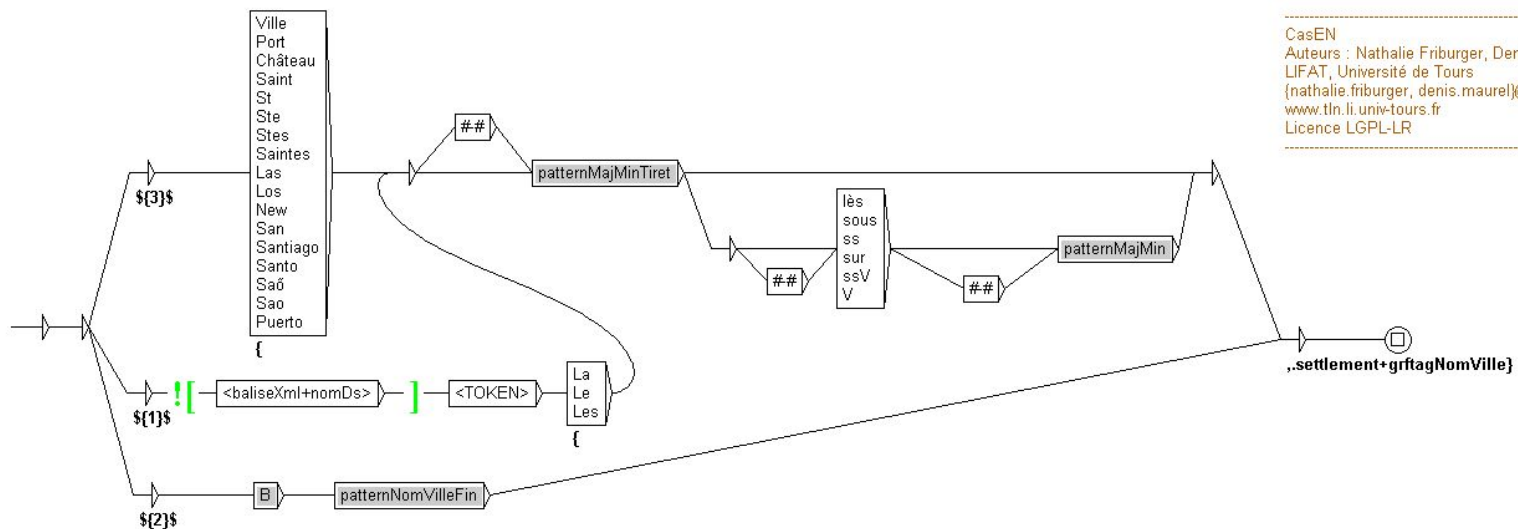 Ville
Port
Château
Saint
St
Ste
Stes
Saintes
Las
Los
New
San
Santiago
Santo
Saõ
Sao
Puerto
{
${3}$
##
patternMajMinTiret
lès
sous
ss
sur
ssV
V
##
##
patternMajMin
--------------------------------------------------
CasEN
Auteurs : Nathalie Friburger, Der
LIFAT, Université de Tours
{nathalie.friburger, denis.maurel}@
www.tln.li.univ-tours.fr
Licence LGPL-LR
--------------------------------------------------
,.settlement+grftagNomVille}
${1}$
![ <baliseXml+nomDs> ] <TOKEN>
La
Le
Les
{
${2}$
B
patternNomVilleFin